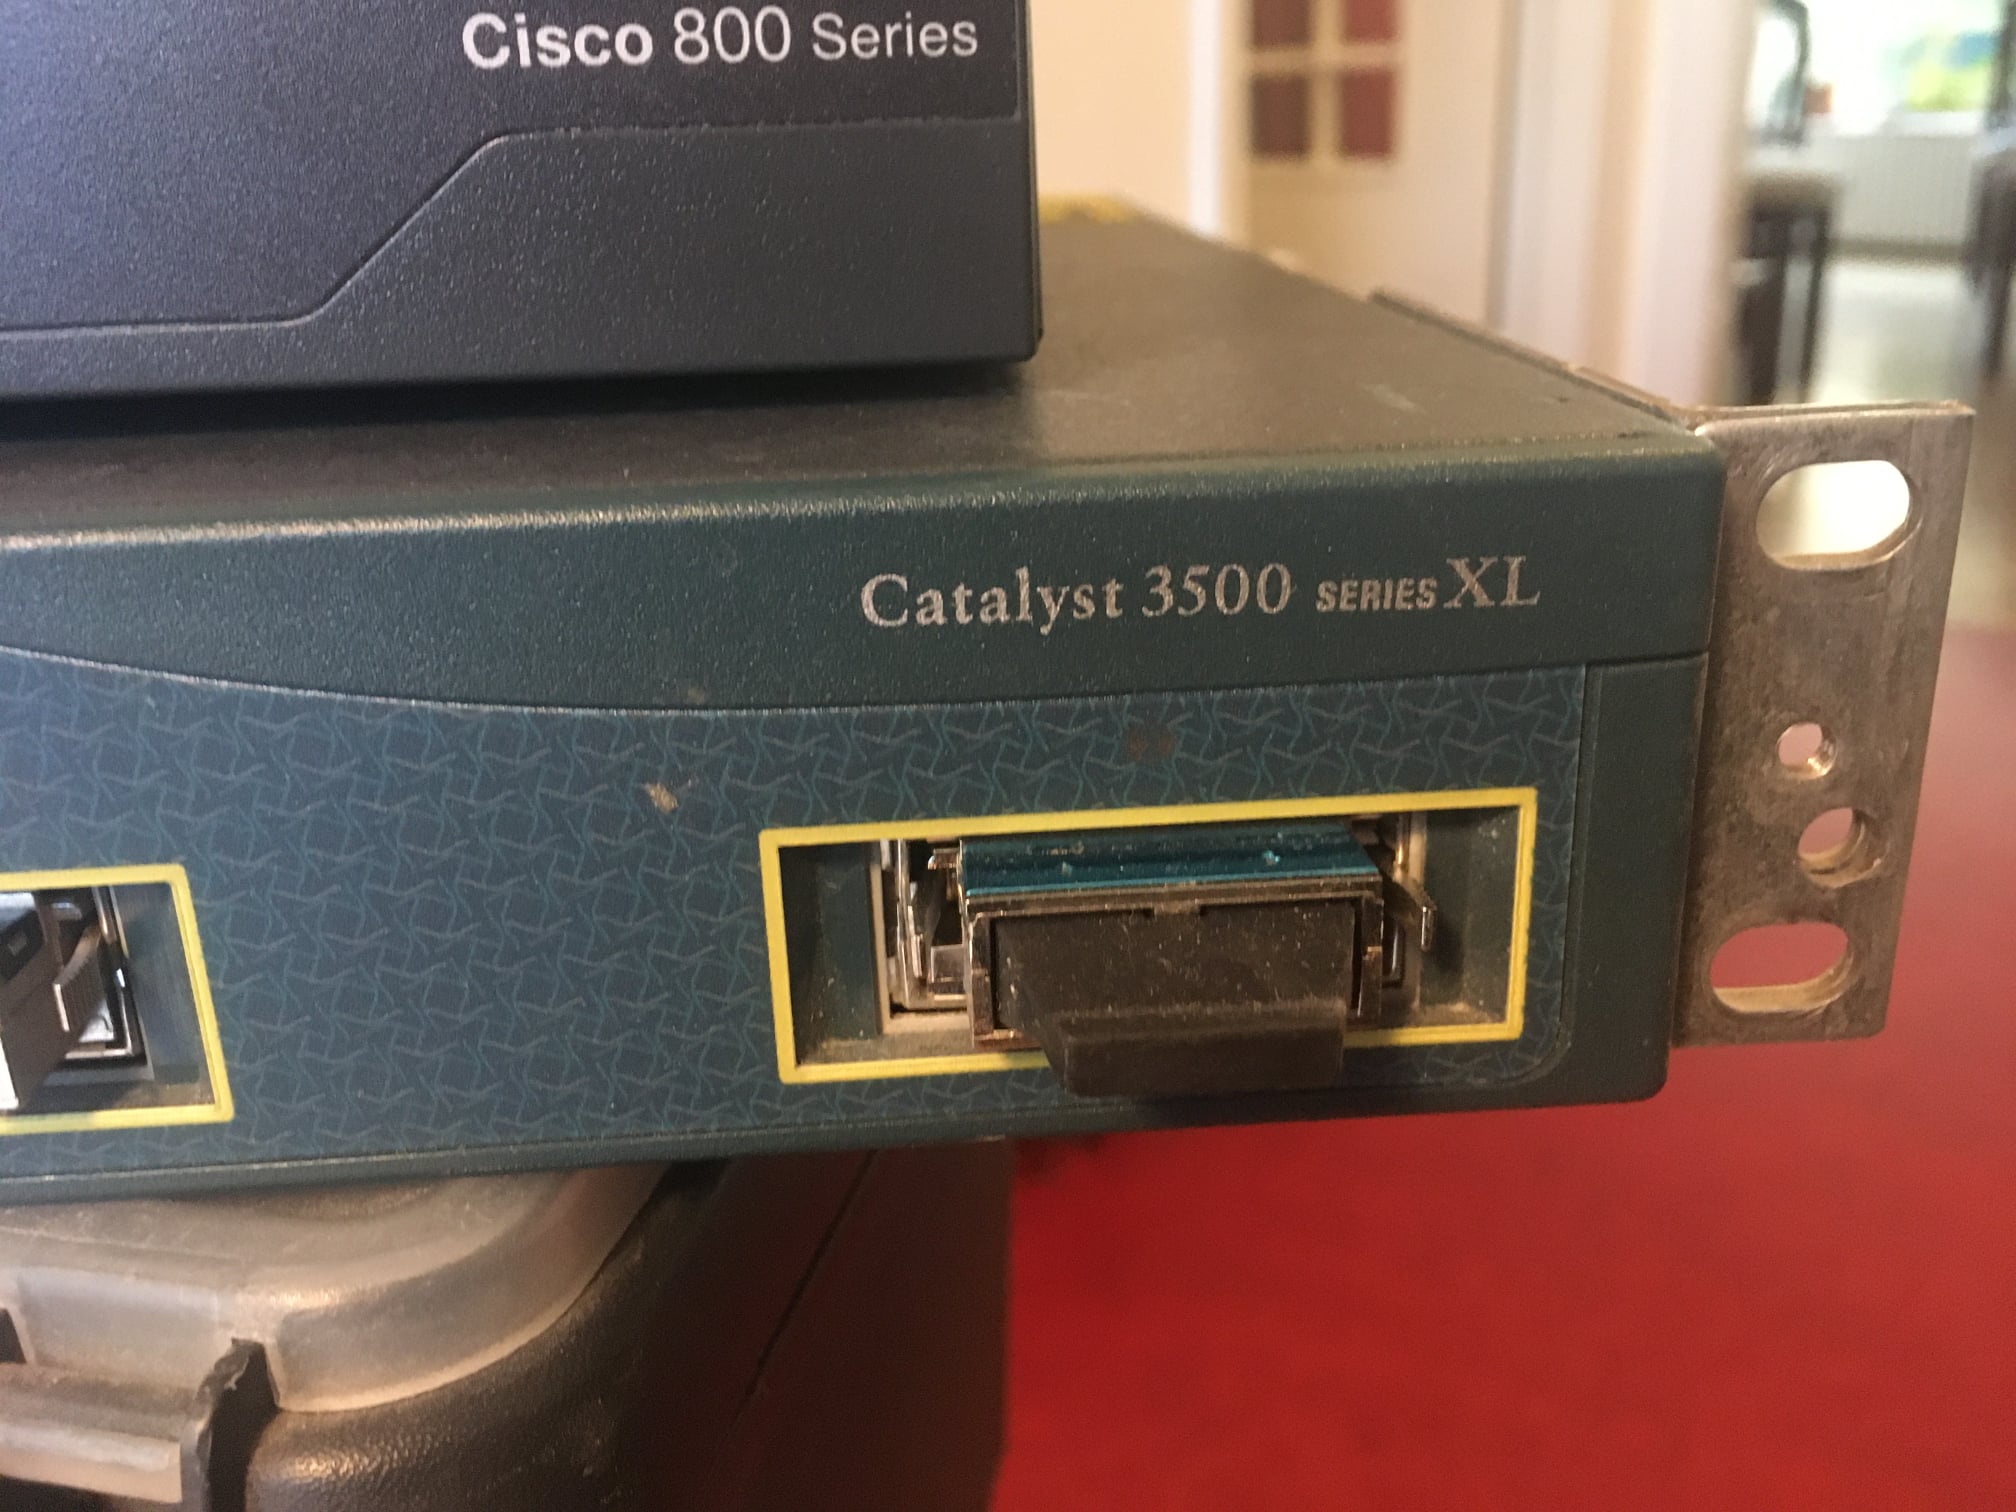 Cisco 800 Series
Catalyst 3500 SERIES XL